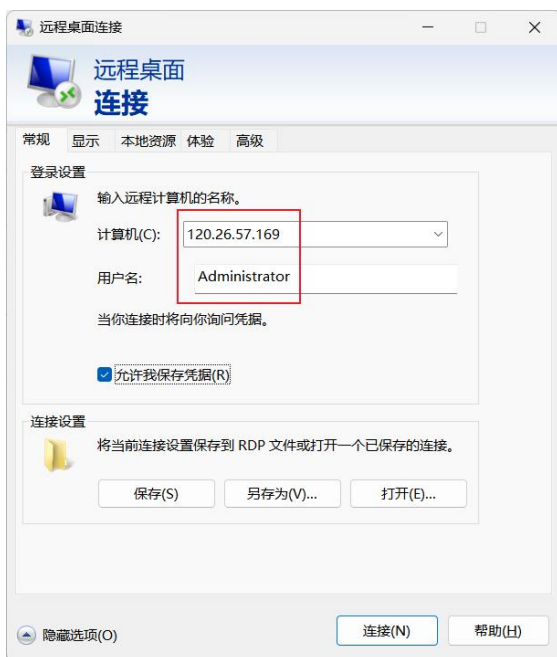 远程桌面连接
远程桌面
连接
常规 显示 本地资源 体验 高级
登录设置
输入远程计算机的名称。
计算机(C): 120.26.57.169
用户名: Administrator
当你连接时将向你询问凭据。
允许我保存凭据(R)
连接设置
将当前连接设置保存到 RDP 文件或打开一个已保存的连接。
保存(S) 另存为(V)... 打开(E)...
隐藏选项(O) 连接(N) 帮助(H)